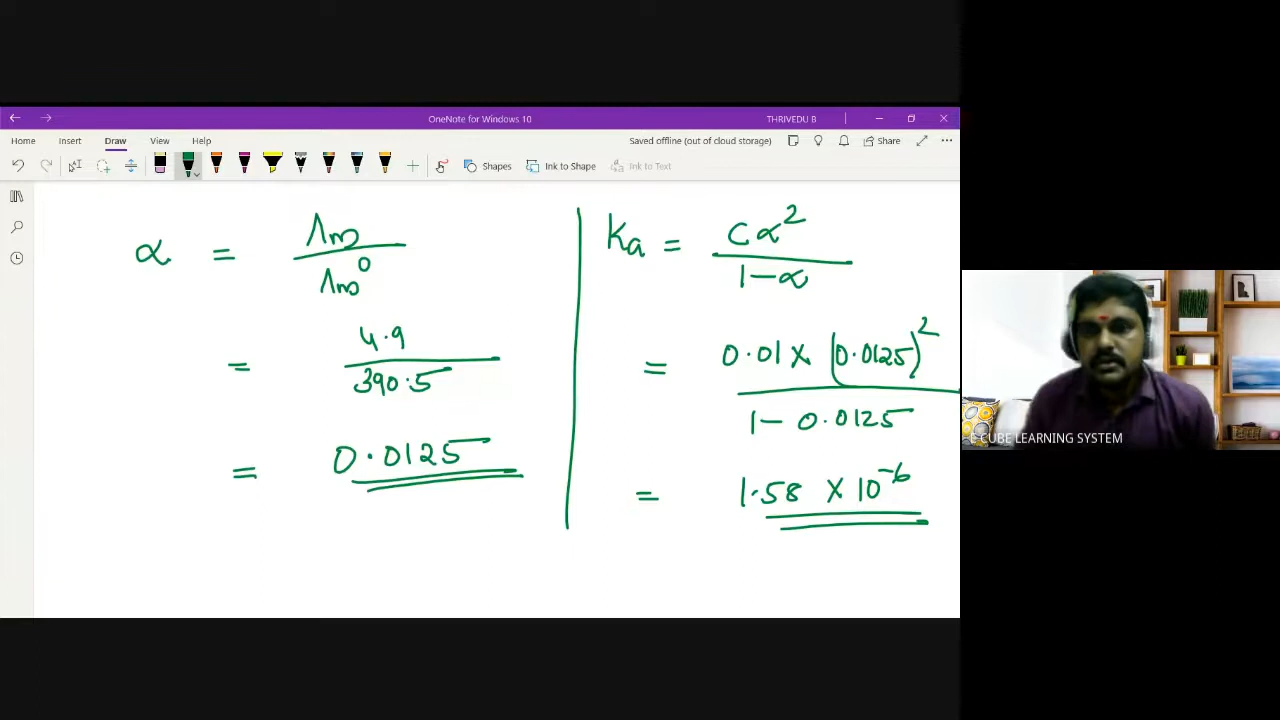 OneNote for Windows 10
THRIVEDU B
Home Insert Draw View Help
Saved offline (out of cloud storage)
Share
Shapes
Ink to Shape
Ink to Text
α = Λm / Λm⁰
= 4.9 / 390.5
= 0.0125
Ka = Cα² / 1-α
= 0.01 × (0.0125)² / 1 - 0.0125
= 1.58 × 10⁻⁶
CUBE LEARNING SYSTEM